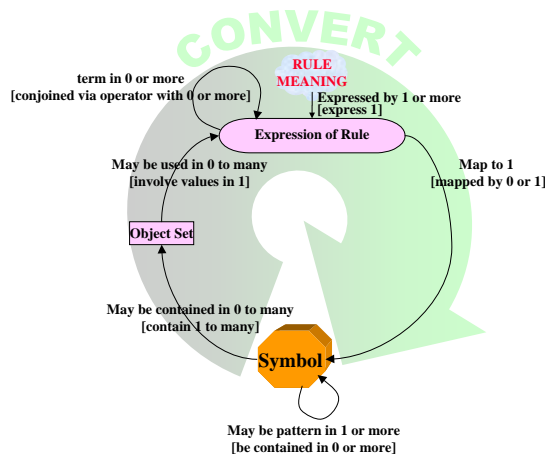 CONVERT
RULE
MEANING
term in 0 or more
[conjoined via operator with 0 or more]
Expressed by 1 or more
[express 1]
Expression of Rule
May be used in 0 to many
[involve values in 1]
Map to 1
[mapped by 0 or 1]
Object Set
May be contained in 0 to many
[contain 1 to many]
Symbol
May be pattern in 1 or more
[be contained in 0 or more]